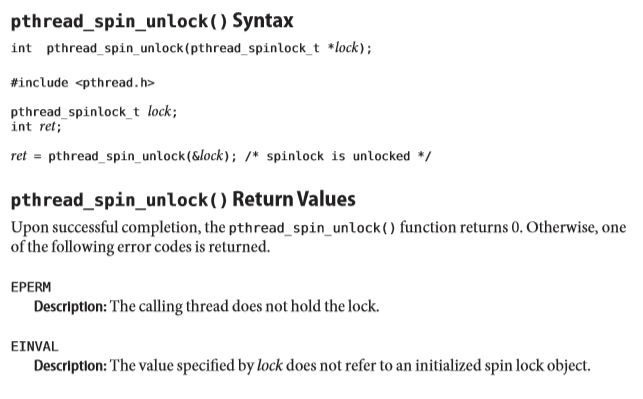 pthread_spin_unlock() Syntax
int pthread_spin_unlock(pthread_spinlock_t *lock);
#include <pthread.h>
pthread_spinlock_t lock;
int ret;
ret = pthread_spin_unlock(&lock); /* spinlock is unlocked */
pthread_spin_unlock() Return Values
Upon successful completion, the pthread_spin_unlock() function returns 0. Otherwise, one
of the following error codes is returned.
EPERM
Description: The calling thread does not hold the lock.
EINVAL
Description: The value specified by lock does not refer to an initialized spin lock object.